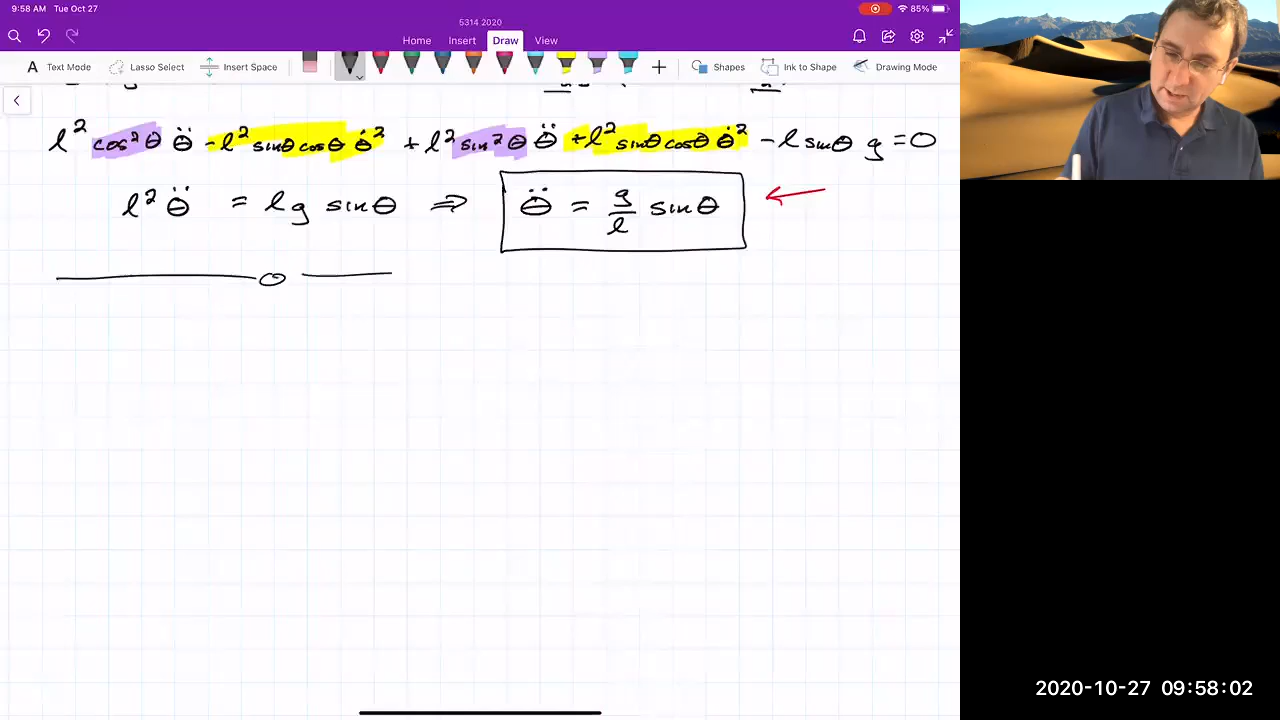 9:58 AM Tue Oct 27
85%
5314 2020
Home Insert Draw View
Text Mode Lasso Select Insert Space Shapes Ink to Shape Drawing Mode
l² cos²θ θ̈ - l² sinθ cosθ θ̇² + l² sin²θ θ̈ + l² sinθ cosθ θ̇² - l sinθ g = 0
l² θ̈ = lg sinθ ⇒ θ̈ = g/l sinθ
2020-10-27 09:58:02